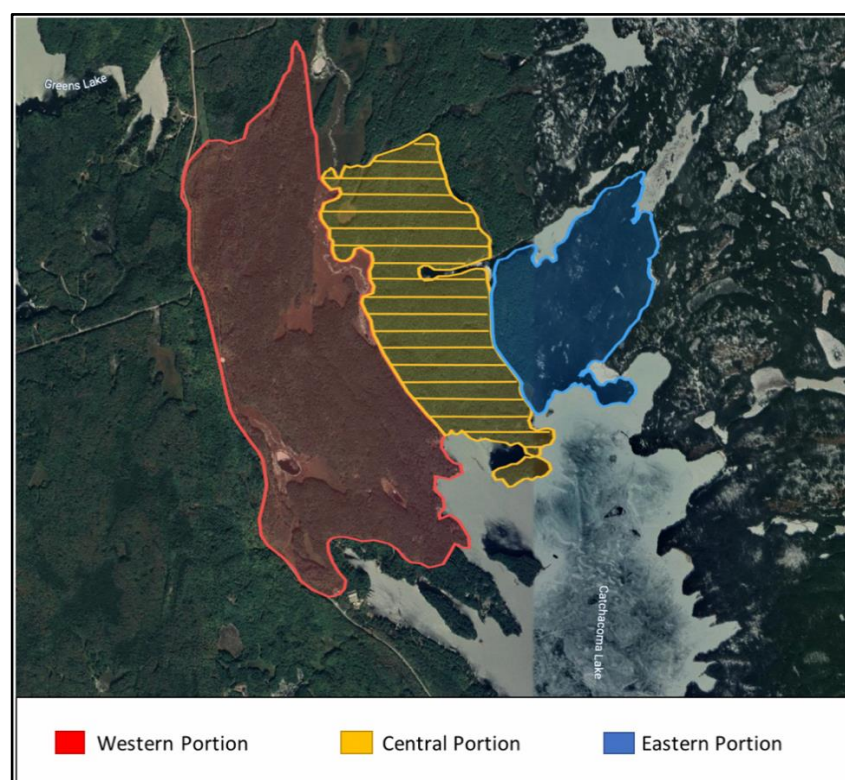 Greens Lake
Catchacoma Lake
Western Portion
Central Portion
Eastern Portion